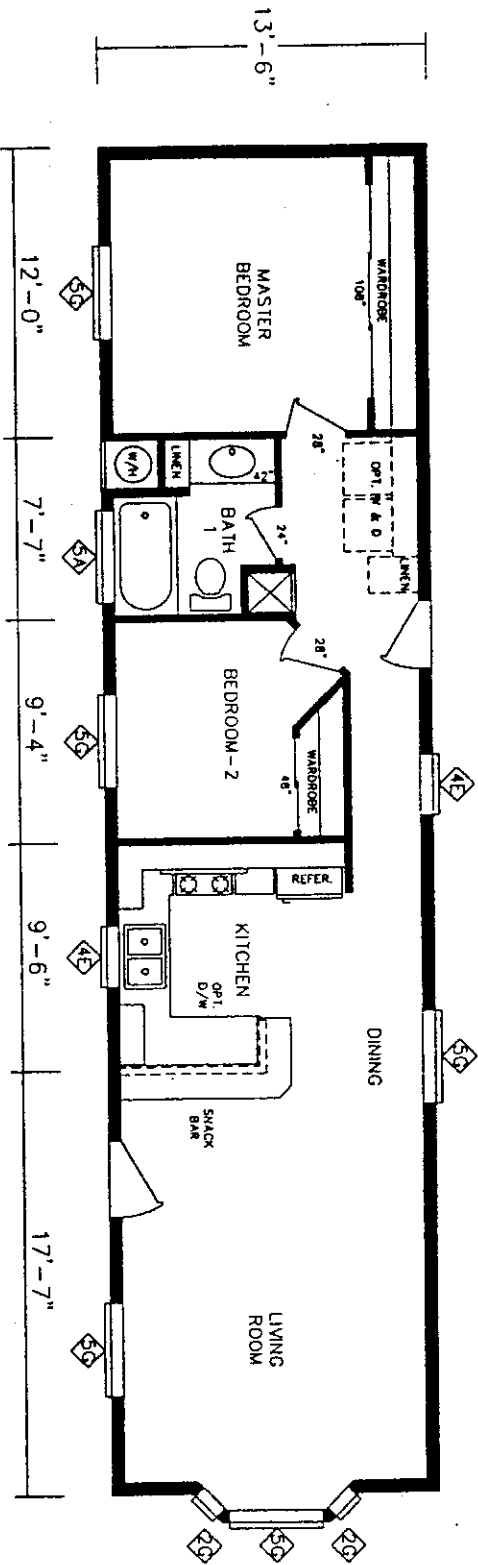 13'-6"
WARDROBE
108"
MASTER
BEDROOM
5G
12'-0"
28"
OPT. W & D
LINEN
24"
42"
BATH
1
LINEN
W/H
5A
7'-7"
28"
WARDROBE
48"
BEDROOM-2
5G
9'-4"
4E
REFER.
KITCHEN
OPT.
D/W
4E
9'-6"
5G
DINING
SNACK
BAR
LIVING
ROOM
5G
17'-7"
2G
5G
2G